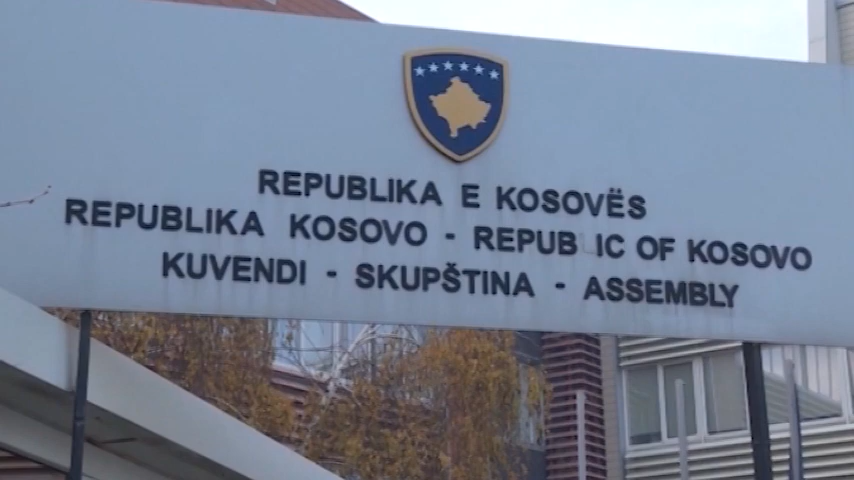 REPUBLIKA E KOSOVËS
REPUBLIKA KOSOVO - REPUB IC OF KOSOVO
KUVENDI - SKUPŠTINA - ASSEMBLY